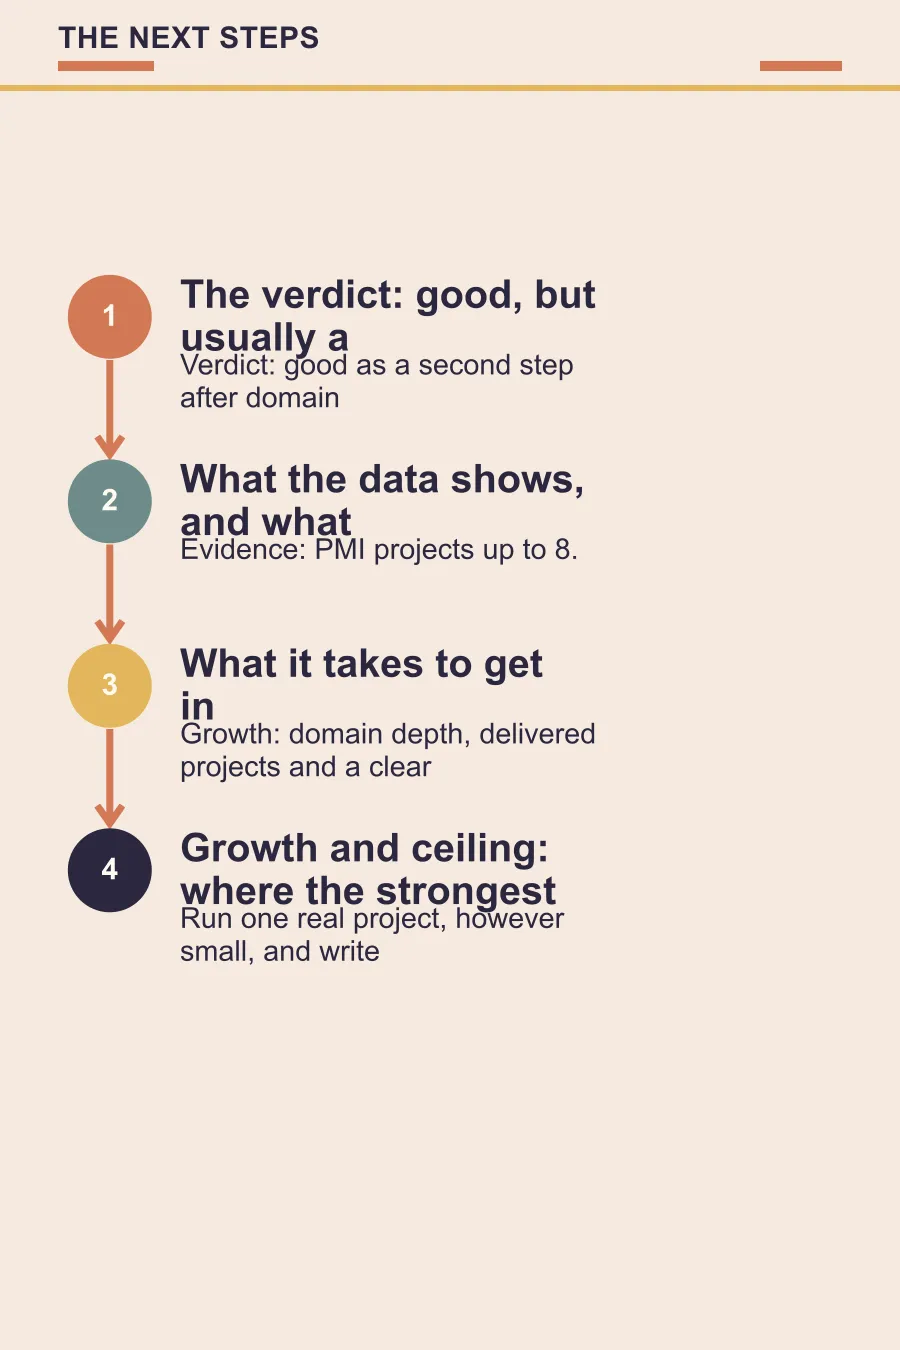 THE NEXT STEPS
1
The verdict: good, but
usually a
Verdict: good as a second step
after domain
2
What the data shows,
and what
Evidence: PMI projects up to 8.
3
What it takes to get
in
Growth: domain depth, delivered
projects and a clear
4
Growth and ceiling:
where the strongest
Run one real project, however
small, and write